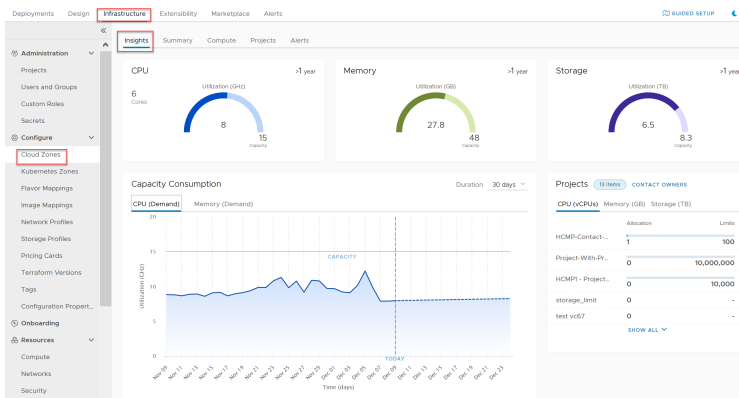 Deployments Design Infrastructure Extensibility Marketplace Alerts GUIDED SETUP
Insights Summary Compute Projects Alerts
Administration
Projects
Users and Groups
Custom Roles
Secrets
Configure
Cloud Zones
Kubernetes Zones
Flavor Mappings
Image Mappings
Network Profiles
Storage Profiles
Pricing Cards
Terraform Versions
Tags
Configuration Propert...
Onboarding
Resources
Compute
Networks
Security
CPU >1 year
6
Cores
Utilization (GHz)
8
15
Capacity
Memory >1 year
Utilization (GB)
27.8
48
Capacity
Storage >1 yea
Utilization (TB)
6.5
8.3
Capacity
Capacity Consumption Duration 30 days
CPU (Demand) Memory (Demand)
Utilization (GHz)
20
15
10
5
0
CAPACITY
TODAY
Nov 09 Nov 11 Nov 13 Nov 15 Nov 17 Nov 19 Nov 21 Nov 23 Nov 25 Nov 27 Nov 29 Dec 01 Dec 03 Dec 05 Dec 07 Dec 09 Dec 11 Dec 13 Dec 15 Dec 17 Dec 19 Dec 21 Dec 23
Time (days)
Projects 13 items CONTACT OWNERS
CPU (vCPUs) Memory (GB) Storage (TB)
Allocation Limits
HCMP-Contact-... 1 100
Project-With-Pr... 0 10,000,000
HCMP1 - Project... 0 10,000
storage_limit 0 -
test vc67 0 -
SHOW ALL